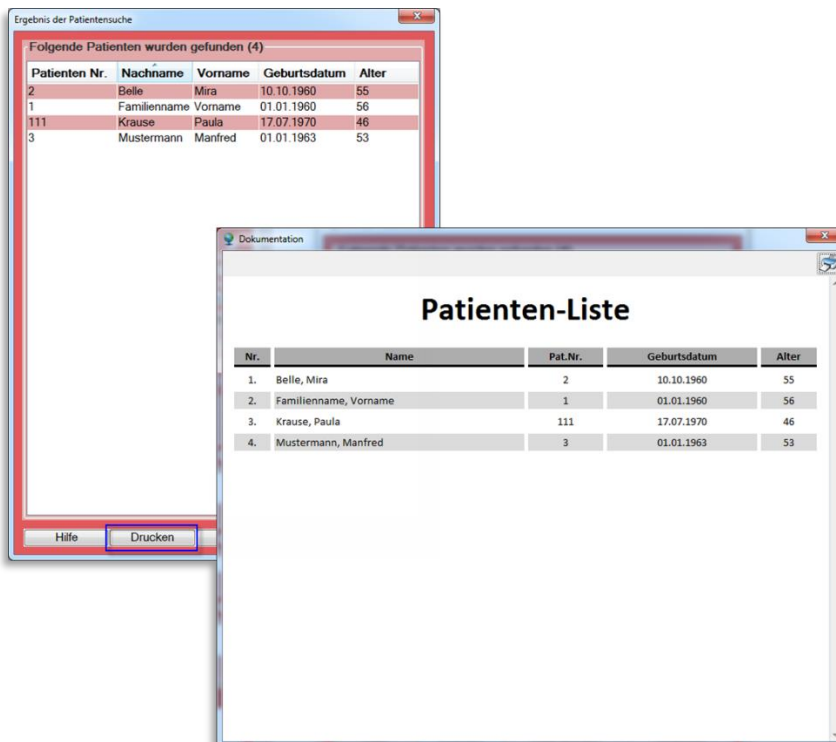 Ergebnis der Patientensuche
Folgende Patienten wurden gefunden (4)
Patienten Nr. Nachname Vorname Geburtsdatum Alter
2 Belle Mira 10.10.1960 55
1 Familienname Vorname 01.01.1960 56
111 Krause Paula 17.07.1970 46
3 Mustermann Manfred 01.01.1963 53
Hilfe Drucken
Dokumentation
Patienten-Liste
Nr. Name Pat.Nr. Geburtsdatum Alter
1. Belle, Mira 2 10.10.1960 55
2. Familienname, Vorname 1 01.01.1960 56
3. Krause, Paula 111 17.07.1970 46
4. Mustermann, Manfred 3 01.01.1963 53